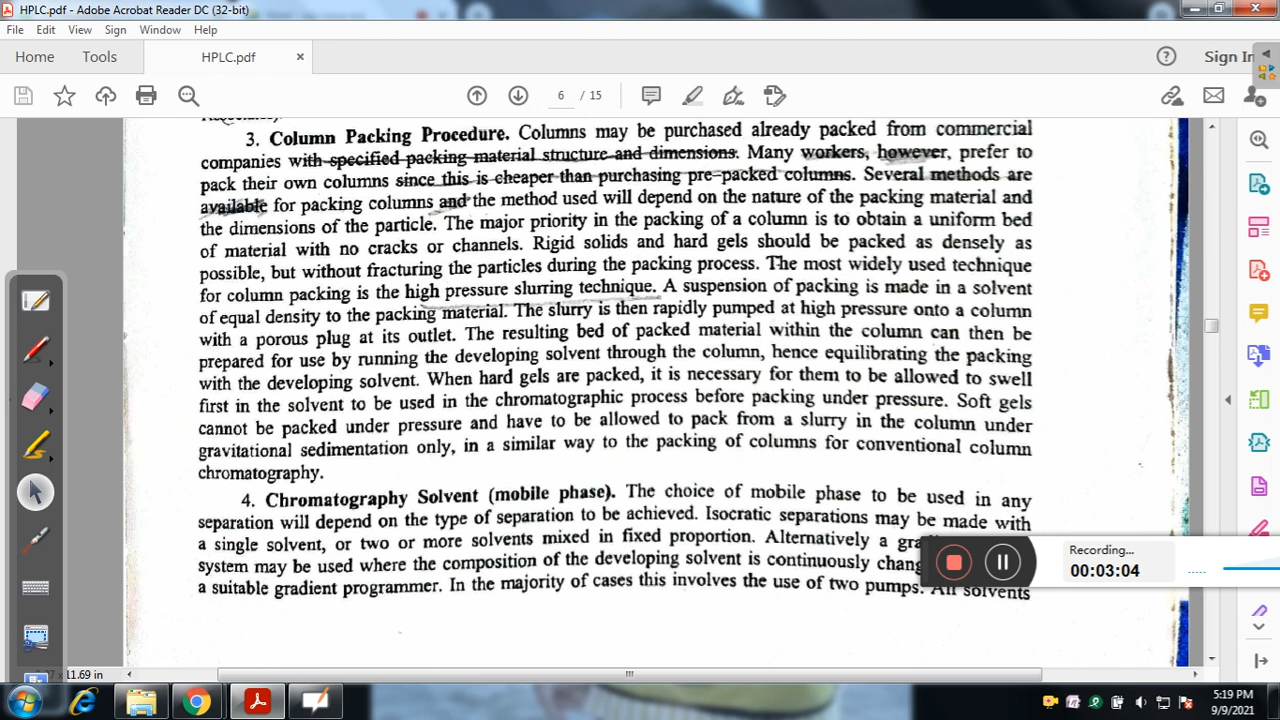 HPLC.pdf - Adobe Acrobat Reader DC (32-bit)
File Edit View Sign Window Help
Home Tools HPLC.pdf × Sign In
6 / 15
3. Column Packing Procedure. Columns may be purchased already packed from commercial
companies with specified packing material structure and dimensions. Many workers, however, prefer to
pack their own columns since this is cheaper than purchasing pre-packed columns. Several methods are
available for packing columns and the method used will depend on the nature of the packing material and
the dimensions of the particle. The major priority in the packing of a column is to obtain a uniform bed
of material with no cracks or channels. Rigid solids and hard gels should be packed as densely as
possible, but without fracturing the particles during the packing process. The most widely used technique
for column packing is the high pressure slurring technique. A suspension of packing is made in a solvent
of equal density to the packing material. The slurry is then rapidly pumped at high pressure onto a column
with a porous plug at its outlet. The resulting bed of packed material within the column can then be
prepared for use by running the developing solvent through the column, hence equilibrating the packing
with the developing solvent. When hard gels are packed, it is necessary for them to be allowed to swell
first in the solvent to be used in the chromatographic process before packing under pressure. Soft gels
cannot be packed under pressure and have to be allowed to pack from a slurry in the column under
gravitational sedimentation only, in a similar way to the packing of columns for conventional column
chromatography.
4. Chromatography Solvent (mobile phase). The choice of mobile phase to be used in any
separation will depend on the type of separation to be achieved. Isocratic separations may be made with
a single solvent, or two or more solvents mixed in fixed proportion. Alternatively a
system may be used where the composition of the developing solvent is continuously
a suitable gradient programmer. In the majority of cases this involves the use of two pumps. All solvents
Recording...
00:03:04
11.69 in
5:19 PM
9/9/2021